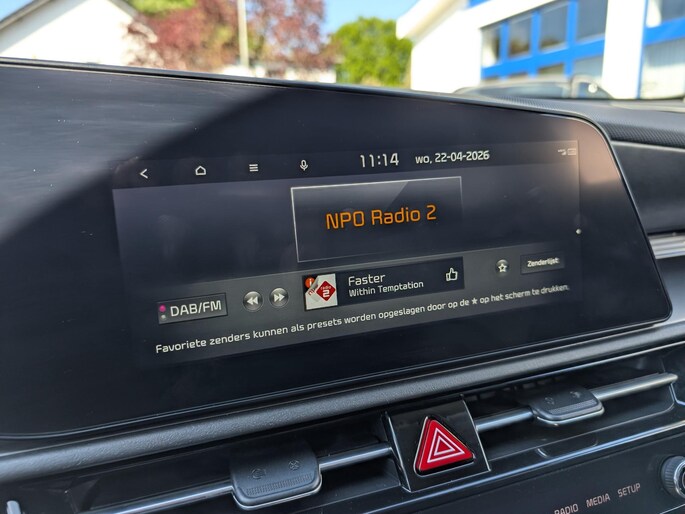 11:14 wo, 22-04-2026
NPO Radio 2
Faster
Within Temptation
DAB/FM
Zenderlijst
Favoriete zenders kunnen als presets worden opgeslagen door op de ★ op het scherm te drukken.
RADIO MEDIA SETUP